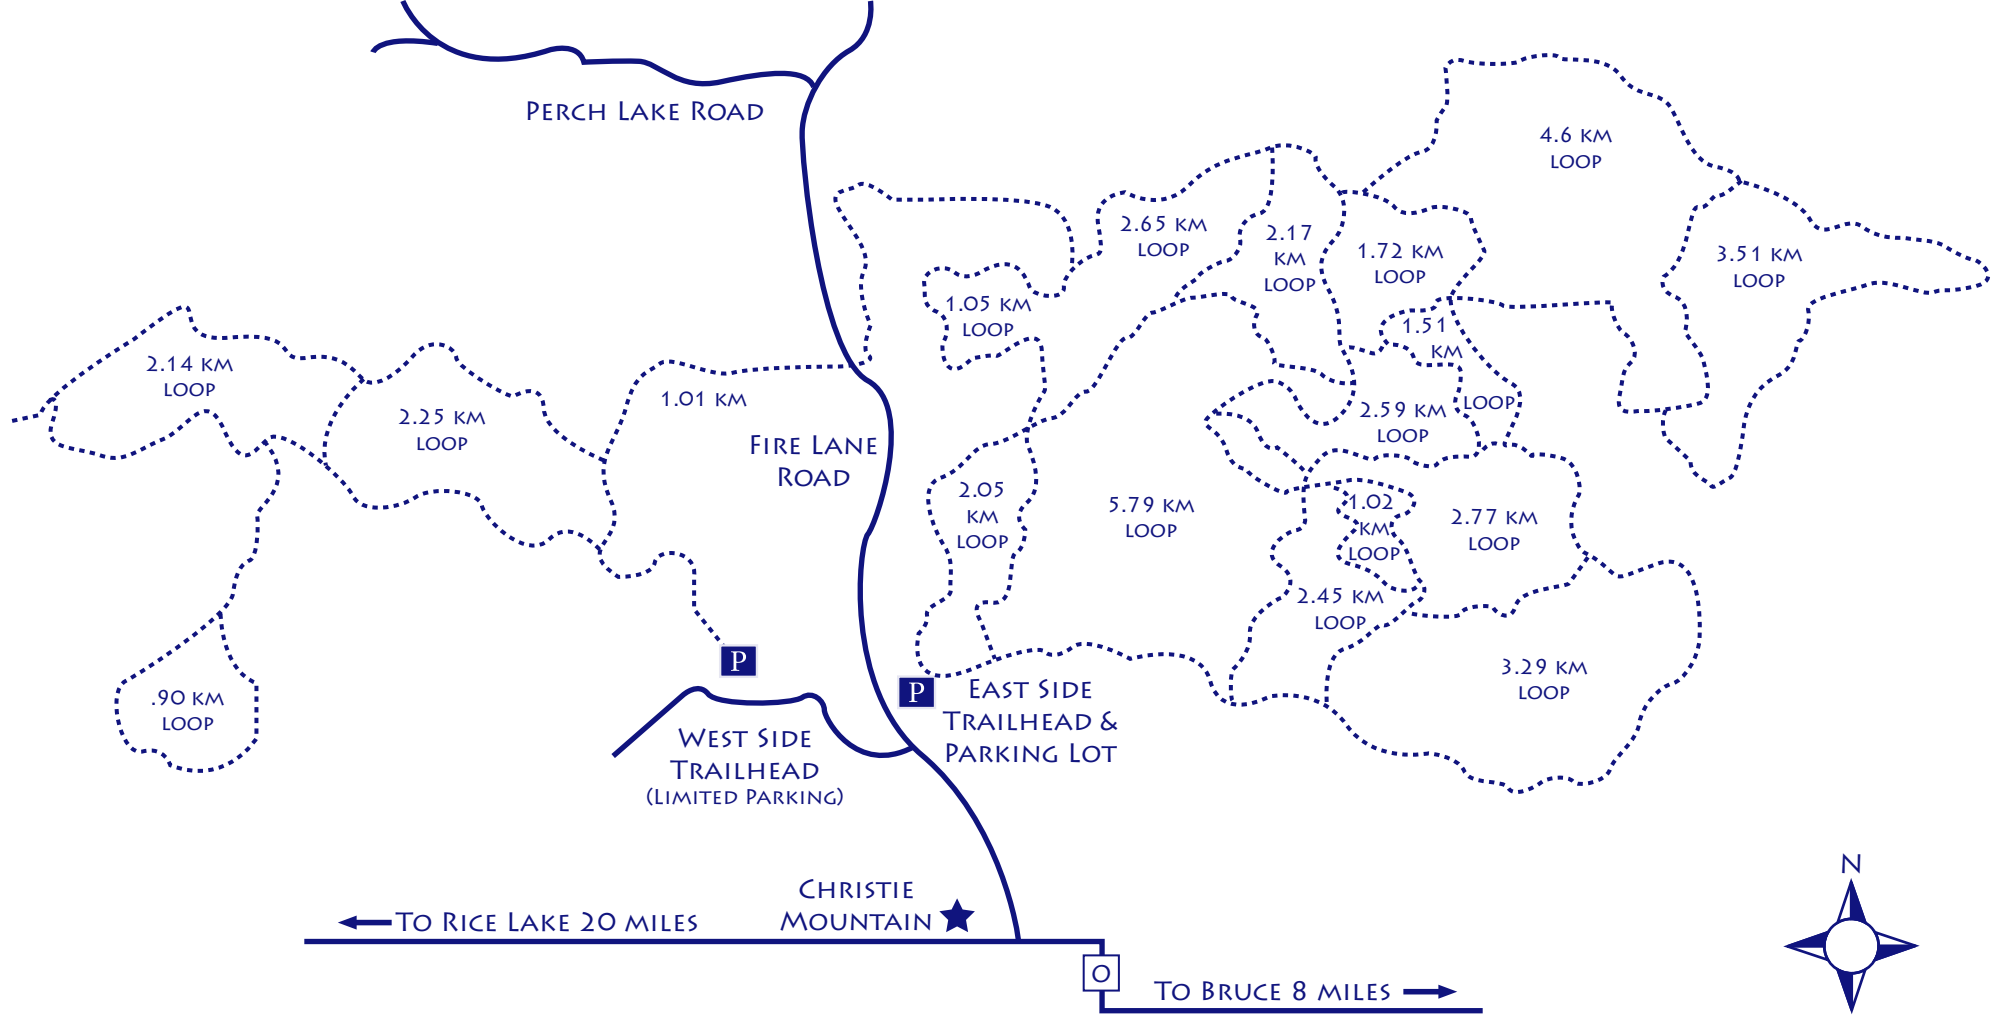 PERCH LAKE ROAD
4.6 KM
LOOP
2.65 KM
LOOP
2.17
KM
LOOP
1.72 KM
LOOP
3.51 KM
LOOP
1.05 KM
LOOP
1.51
KM
LOOP
2.14 KM
LOOP
2.25 KM
LOOP
1.01 KM
FIRE LANE
ROAD
2.59 KM
LOOP
2.05
KM
LOOP
5.79 KM
LOOP
1.02
KM
LOOP
2.77 KM
LOOP
2.45 KM
LOOP
3.29 KM
LOOP
.90 KM
LOOP
P
P
EAST SIDE
TRAILHEAD &
PARKING LOT
WEST SIDE
TRAILHEAD
(LIMITED PARKING)
CHRISTIE
MOUNTAIN
TO RICE LAKE 20 MILES
O
TO BRUCE 8 MILES
N